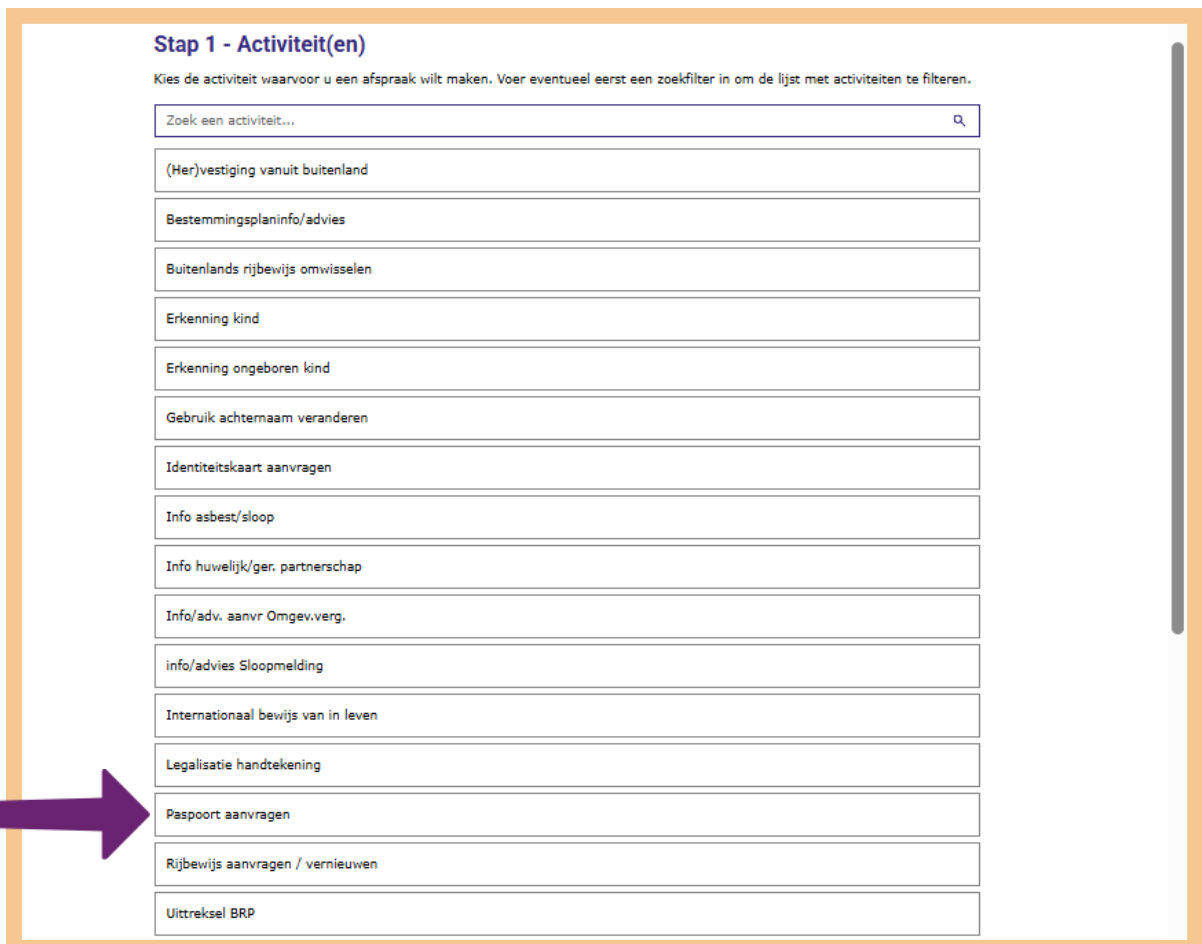 Stap 1 - Activiteit(en)
Kies de activiteit waarvoor u een afspraak wilt maken. Voer eventueel eerst een zoekfilter in om de lijst met activiteiten te filteren.
Zoek een activiteit...
(Her)vestiging vanuit buitenland
Bestemmingsplaninfo/advies
Buitenlands rijbewijs omwisselen
Erkenning kind
Erkenning ongeboren kind
Gebruik achternaam veranderen
Identiteitskaart aanvragen
Info asbest/sloop
Info huwelijk/ger. partnerschap
Info/adv. aanvr Omgev.verg.
info/advies Sloopmelding
Internationaal bewijs van in leven
Legalisatie handtekening
Paspoort aanvragen
Rijbewijs aanvragen / vernieuwen
Uittreksel BRP